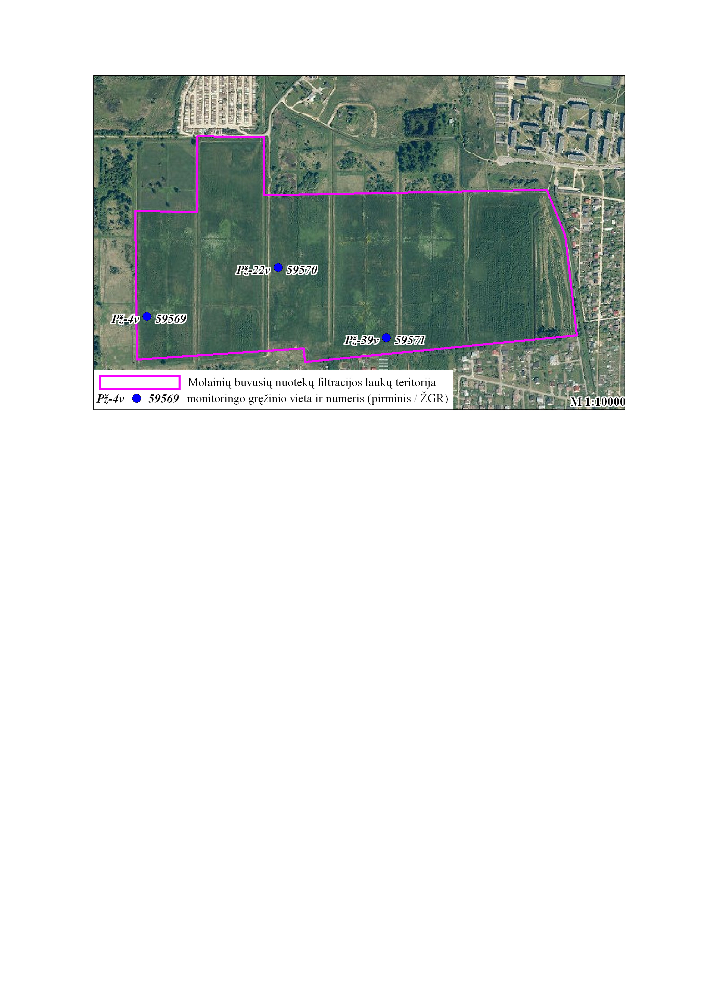 Pž-22v 59570
Pž-4v 59569
Pž-39v 59571
Molainių buvusių nuotekų filtracijos laukų teritorija
Pž-4v 59569 monitoringo gręžinio vieta ir numeris (pirminis / ŽGR)
M 1:10000